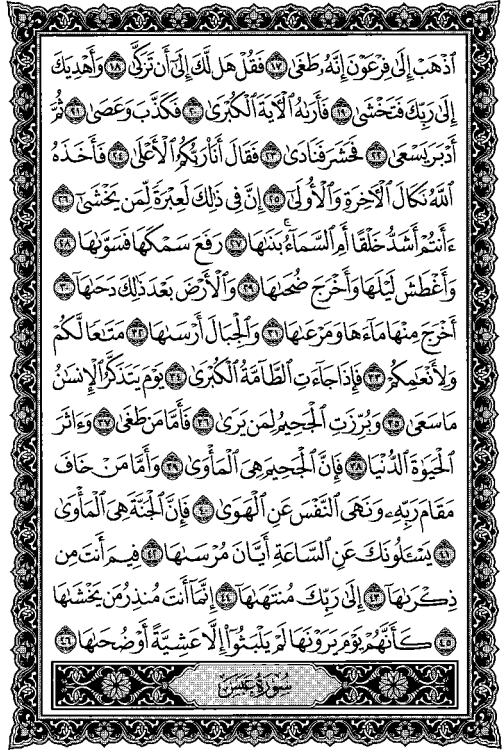 ٱذۡهَبۡ إِلَىٰ فِرۡعَوۡنَ إِنَّهُۥ طَغَىٰ ١٧ فَقُلۡ هَل لَّكَ إِلَىٰٓ أَن تَزَكَّىٰ ١٨ وَأَهۡدِيَكَ
إِلَىٰ رَبِّكَ فَتَخۡشَىٰ ١٩ فَأَرَىٰهُ ٱلۡأٓيَةَ ٱلۡكُبۡرَىٰ ٢٠ فَكَذَّبَ وَعَصَىٰ ٢١ ثُمَّ
أَدۡبَرَ يَسۡعَىٰ ٢٢ فَحَشَرَ فَنَادَىٰ ٢٣ فَقَالَ أَنَا۠ رَبُّكُمُ ٱلۡأَعۡلَىٰ ٢٤ فَأَخَذَهُ
ٱللَّهُ نَكَالَ ٱلۡأٓخِرَةِ وَٱلۡأُولَىٰٓ ٢٥ إِنَّ فِي ذَٰلِكَ لَعِبۡرَةٗ لِّمَن يَخۡشَىٰٓ ٢٦
ءَأَنتُمۡ أَشَدُّ خَلۡقًا أَمِ ٱلسَّمَآءُۚ بَنَىٰهَا ٢٧ رَفَعَ سَمۡكَهَا فَسَوَّىٰهَا ٢٨
وَأَغۡطَشَ لَيۡلَهَا وَأَخۡرَجَ ضُحَىٰهَا ٢٩ وَٱلۡأَرۡضَ بَعۡدَ ذَٰلِكَ دَحَىٰهَآ ٣٠
أَخۡرَجَ مِنۡهَا مَآءَهَا وَمَرۡعَىٰهَا ٣١ وَٱلۡجِبَالَ أَرۡسَىٰهَا ٣٢ مَتَٰعٗا لَّكُمۡ
وَلِأَنۡعَٰمِكُمۡ ٣٣ فَإِذَا جَآءَتِ ٱلطَّآمَّةُ ٱلۡكُبۡرَىٰ ٣٤ يَوۡمَ يَتَذَكَّرُ ٱلۡإِنسَٰنُ
مَا سَعَىٰ ٣٥ وَبُرِّزَتِ ٱلۡجَحِيمُ لِمَن يَرَىٰ ٣٦ فَأَمَّا مَن طَغَىٰ ٣٧ وَءَاثَرَ
ٱلۡحَيَوٰةَ ٱلدُّنۡيَا ٣٨ فَإِنَّ ٱلۡجَحِيمَ هِيَ ٱلۡمَأۡوَىٰ ٣٩ وَأَمَّا مَنۡ خَافَ
مَقَامَ رَبِّهِۦ وَنَهَى ٱلنَّفۡسَ عَنِ ٱلۡهَوَىٰ ٤٠ فَإِنَّ ٱلۡجَنَّةَ هِيَ ٱلۡمَأۡوَىٰ
٤١ يَسۡـَٔلُونَكَ عَنِ ٱلسَّاعَةِ أَيَّانَ مُرۡسَىٰهَا ٤٢ فِيمَ أَنتَ مِن
ذِكۡرَىٰهَآ ٤٣ إِلَىٰ رَبِّكَ مُنتَهَىٰهَآ ٤٤ إِنَّمَآ أَنتَ مُنذِرُ مَن يَخۡشَىٰهَا
٤٥ كَأَنَّهُمۡ يَوۡمَ يَرَوۡنَهَا لَمۡ يَلۡبَثُوٓاْ إِلَّا عَشِيَّةً أَوۡ ضُحَىٰهَا ٤٦
سُورَةُ عَبَسَ